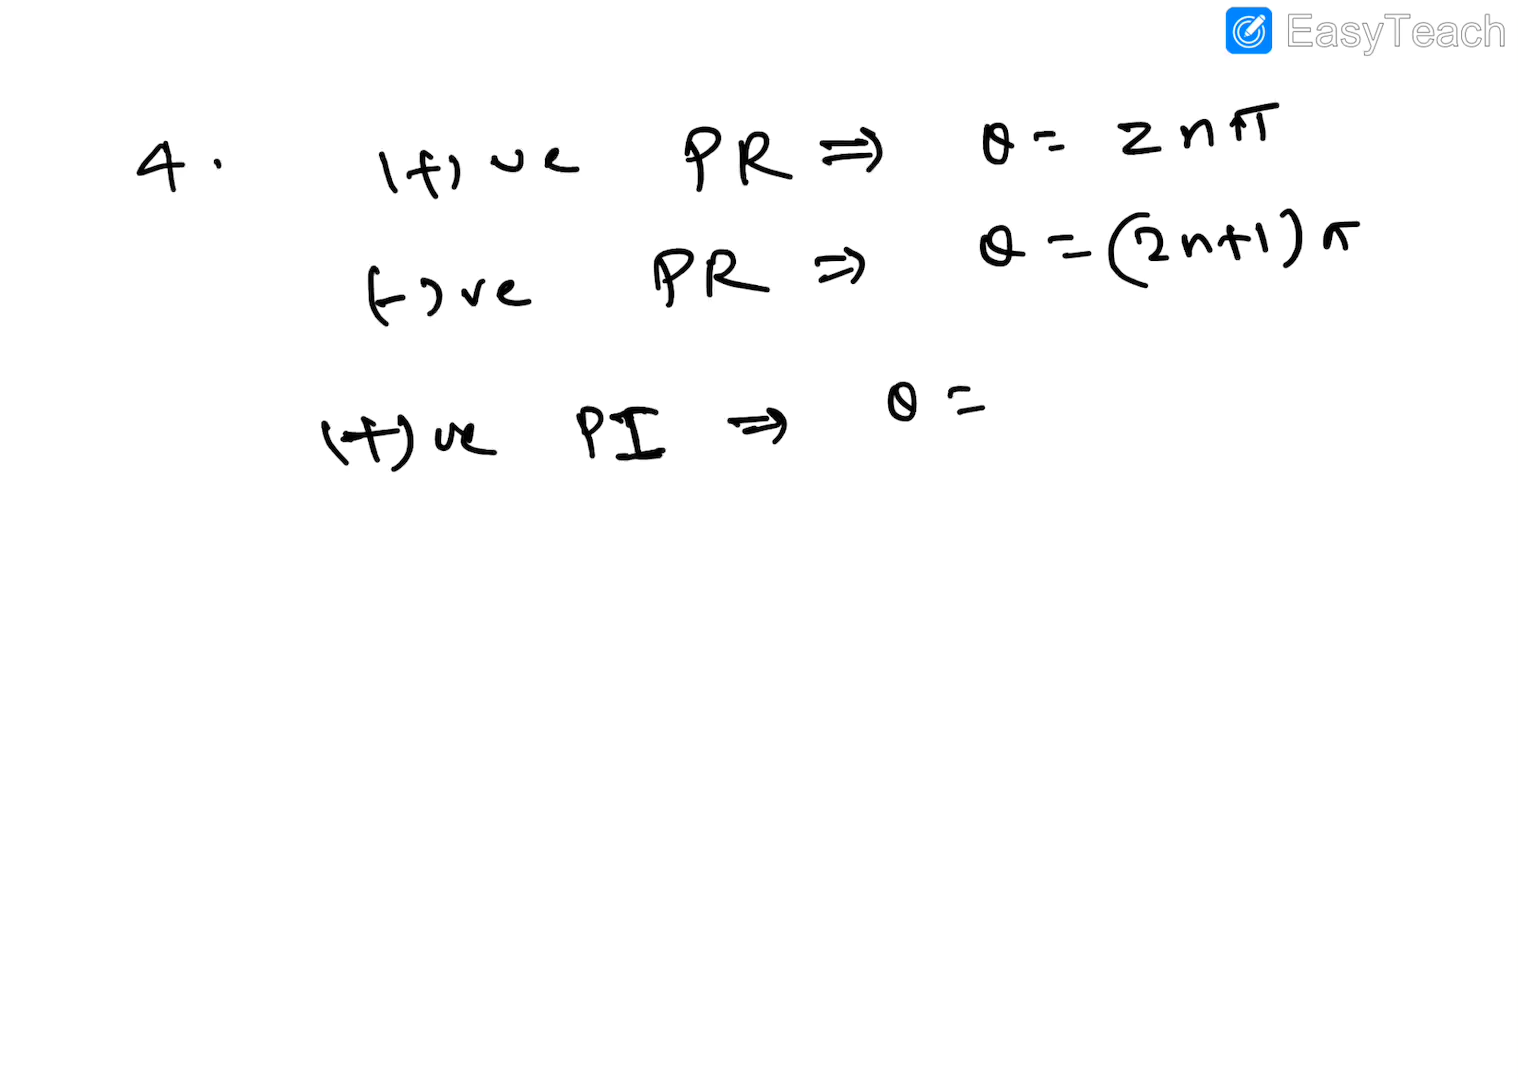 EasyTeach
4. (+)ve PR ⇒ θ = 2nπ
(-)ve PR ⇒ θ = (2n+1)π
(+)ve PI ⇒ θ =